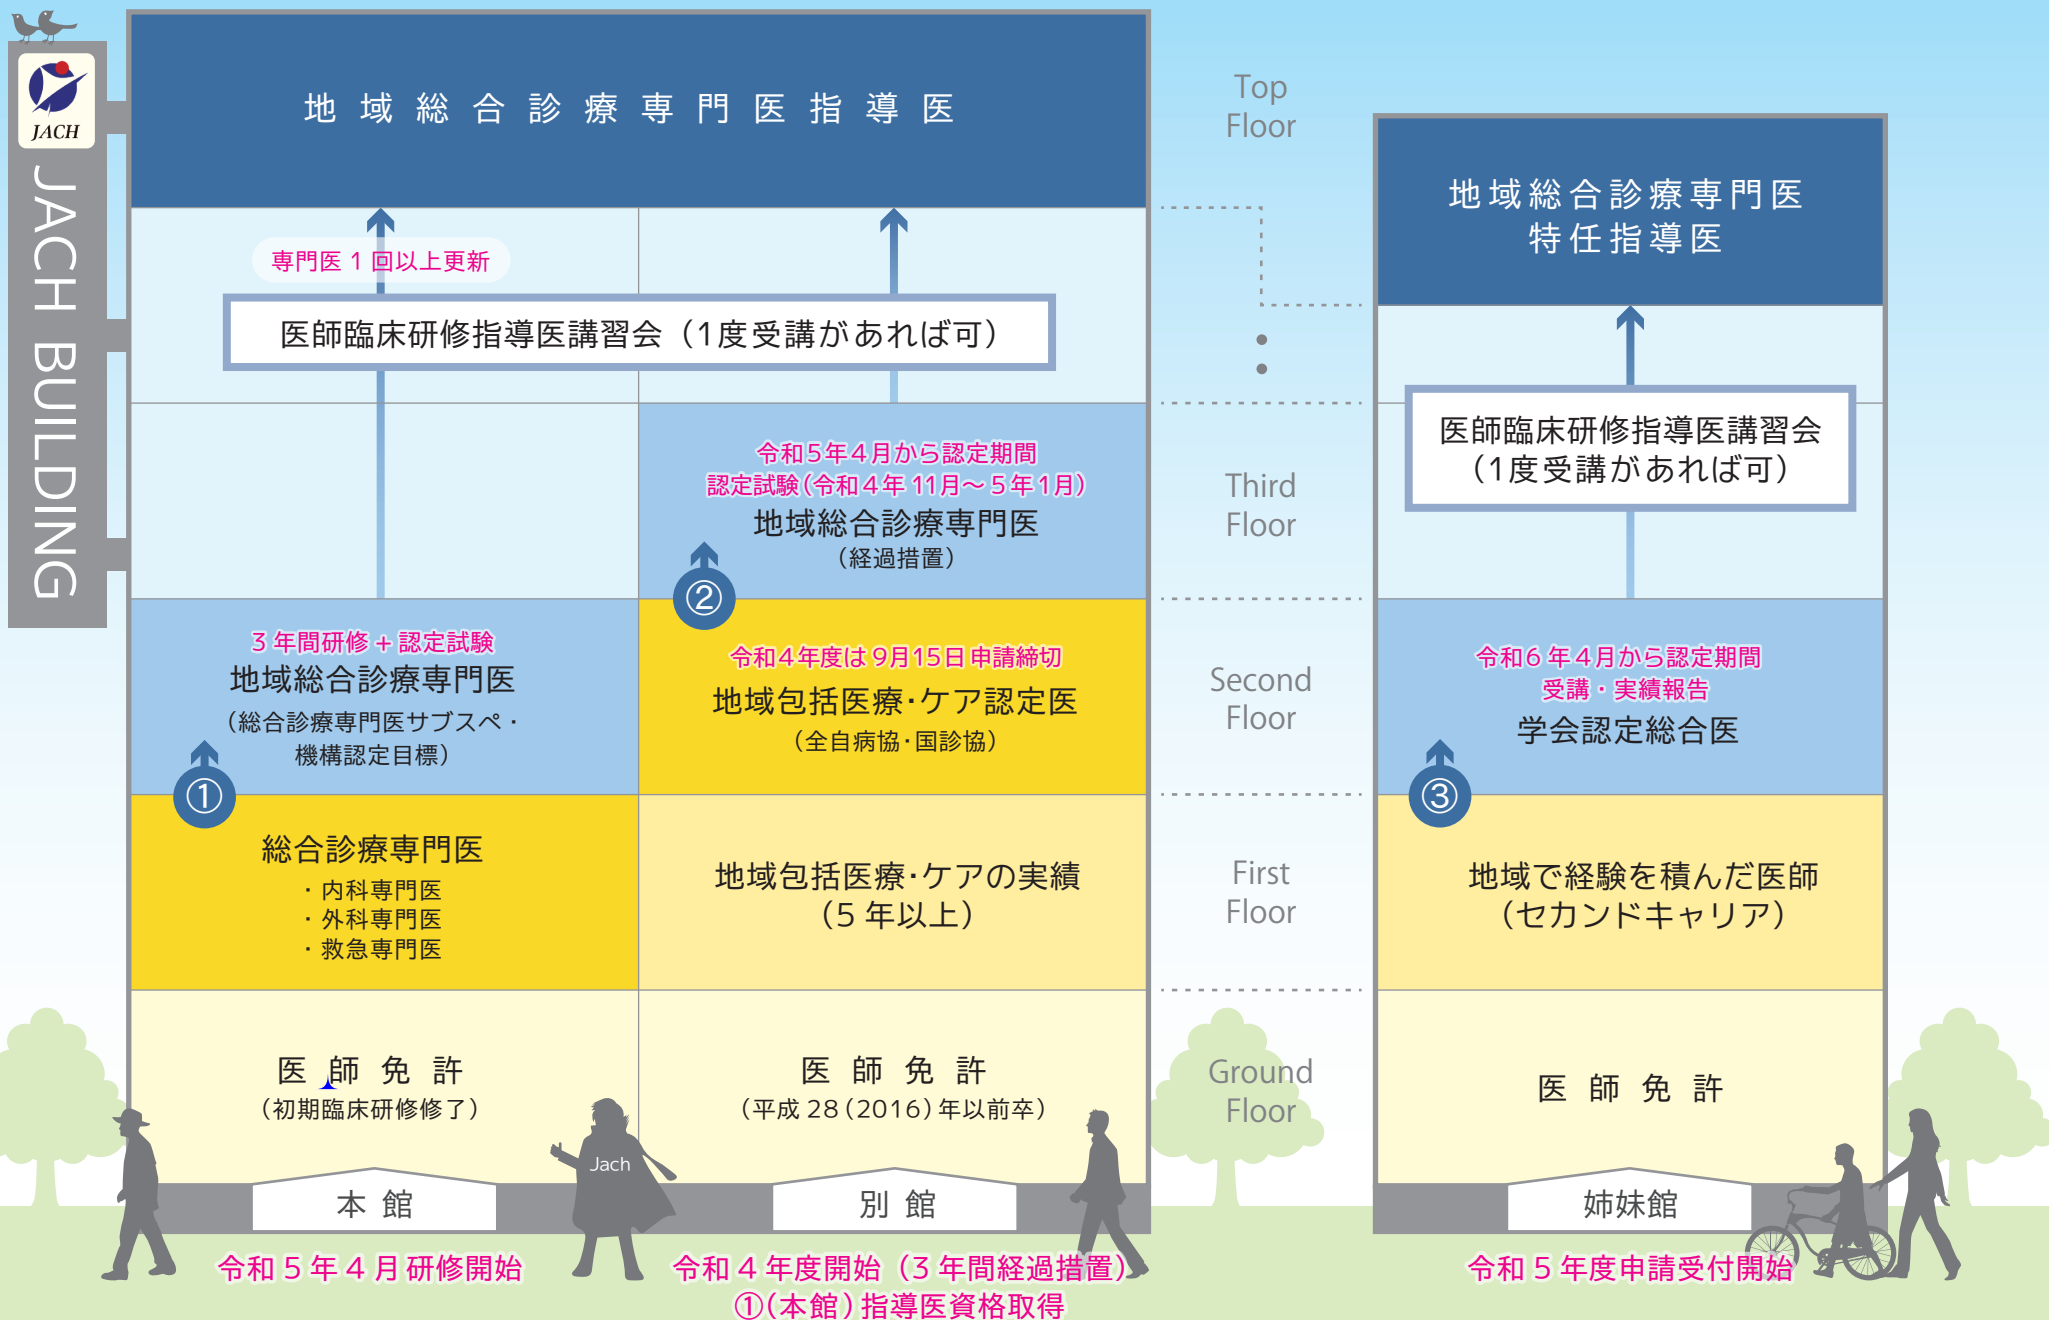 JACH
JACH BUILDING
地域総合診療専門医指導医
専門医 1 回以上更新
医師臨床研修指導医講習会（1度受講があれば可）
令和5年4月から認定期間
認定試験（令和4年 11月～5年1月）
地域総合診療専門医
（経過措置）
②
3 年間研修 + 認定試験
地域総合診療専門医
（総合診療専門医サブスペ・
機構認定目標）
①
令和4年度は 9月15日 申請締切
地域包括医療・ケア認定医
（全自病協・国診協）
総合診療専門医
・内科専門医
・外科専門医
・救急専門医
地域包括医療・ケアの実績
（5 年以上）
医師免許
（初期臨床研修修了）
医師免許
（平成 28（2016）年以前卒）
Jach
本館
別館
令和 5 年 4 月 研修開始
令和 4 年度開始（3 年間経過措置）
①（本館）指導医資格取得
Top
Floor
Third
Floor
Second
Floor
First
Floor
Ground
Floor
地域総合診療専門医
特任指導医
医師臨床研修指導医講習会
（1度受講があれば可）
令和6 年 4 月から認定期間
受講・実績報告
学会認定総合医
③
地域で経験を積んだ医師
（セカンドキャリア）
医師免許
姉妹館
令和 5 年度申請受付開始